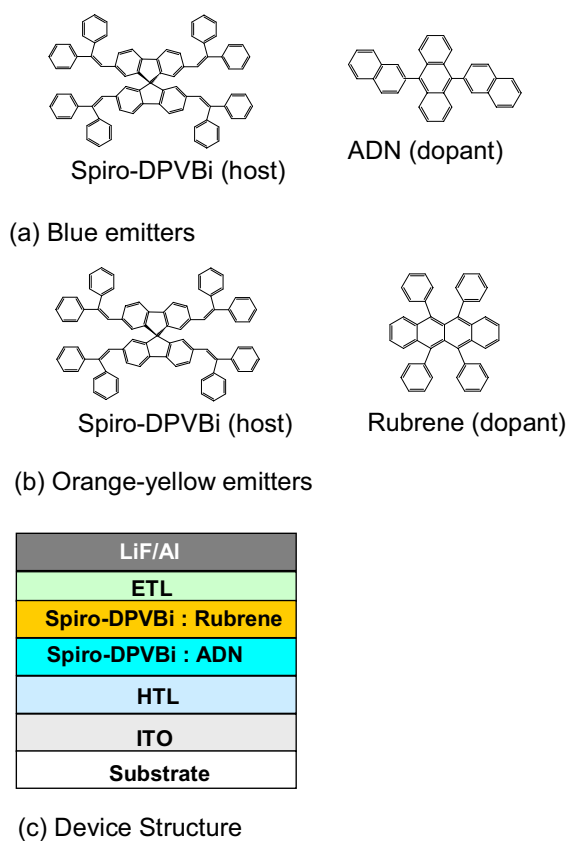 Spiro-DPVBi (host)
ADN (dopant)
(a) Blue emitters
Spiro-DPVBi (host)
Rubrene (dopant)
(b) Orange-yellow emitters
LiF/Al
ETL
Spiro-DPVBi : Rubrene
Spiro-DPVBi : ADN
HTL
ITO
Substrate
(c) Device Structure